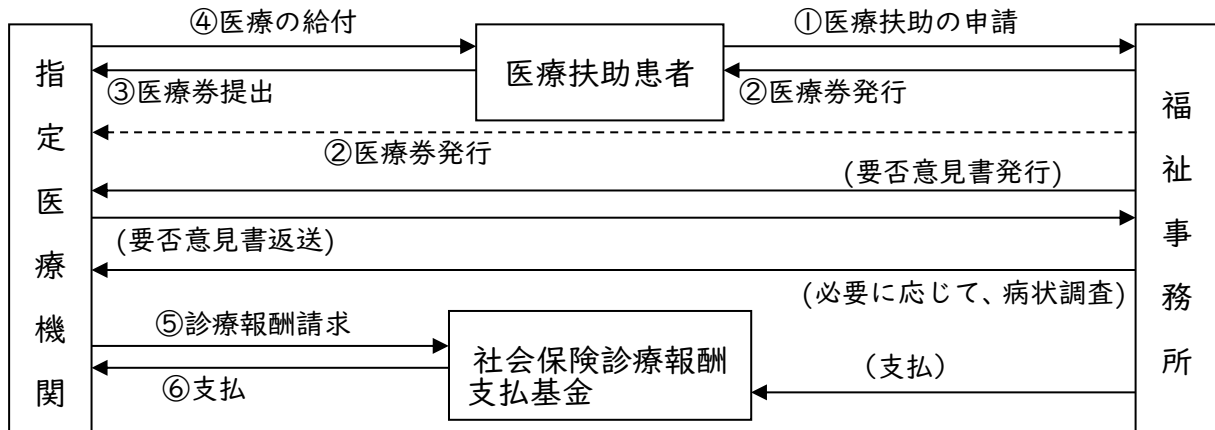 ④医療の給付
①医療扶助の申請
指定医療機関
医療扶助患者
福祉事務所
③医療券提出
②医療券発行
②医療券発行
(要否意見書発行)
(要否意見書返送)
(必要に応じて、病状調査)
⑤診療報酬請求
社会保険診療報酬
支払基金
(支払)
⑥支払